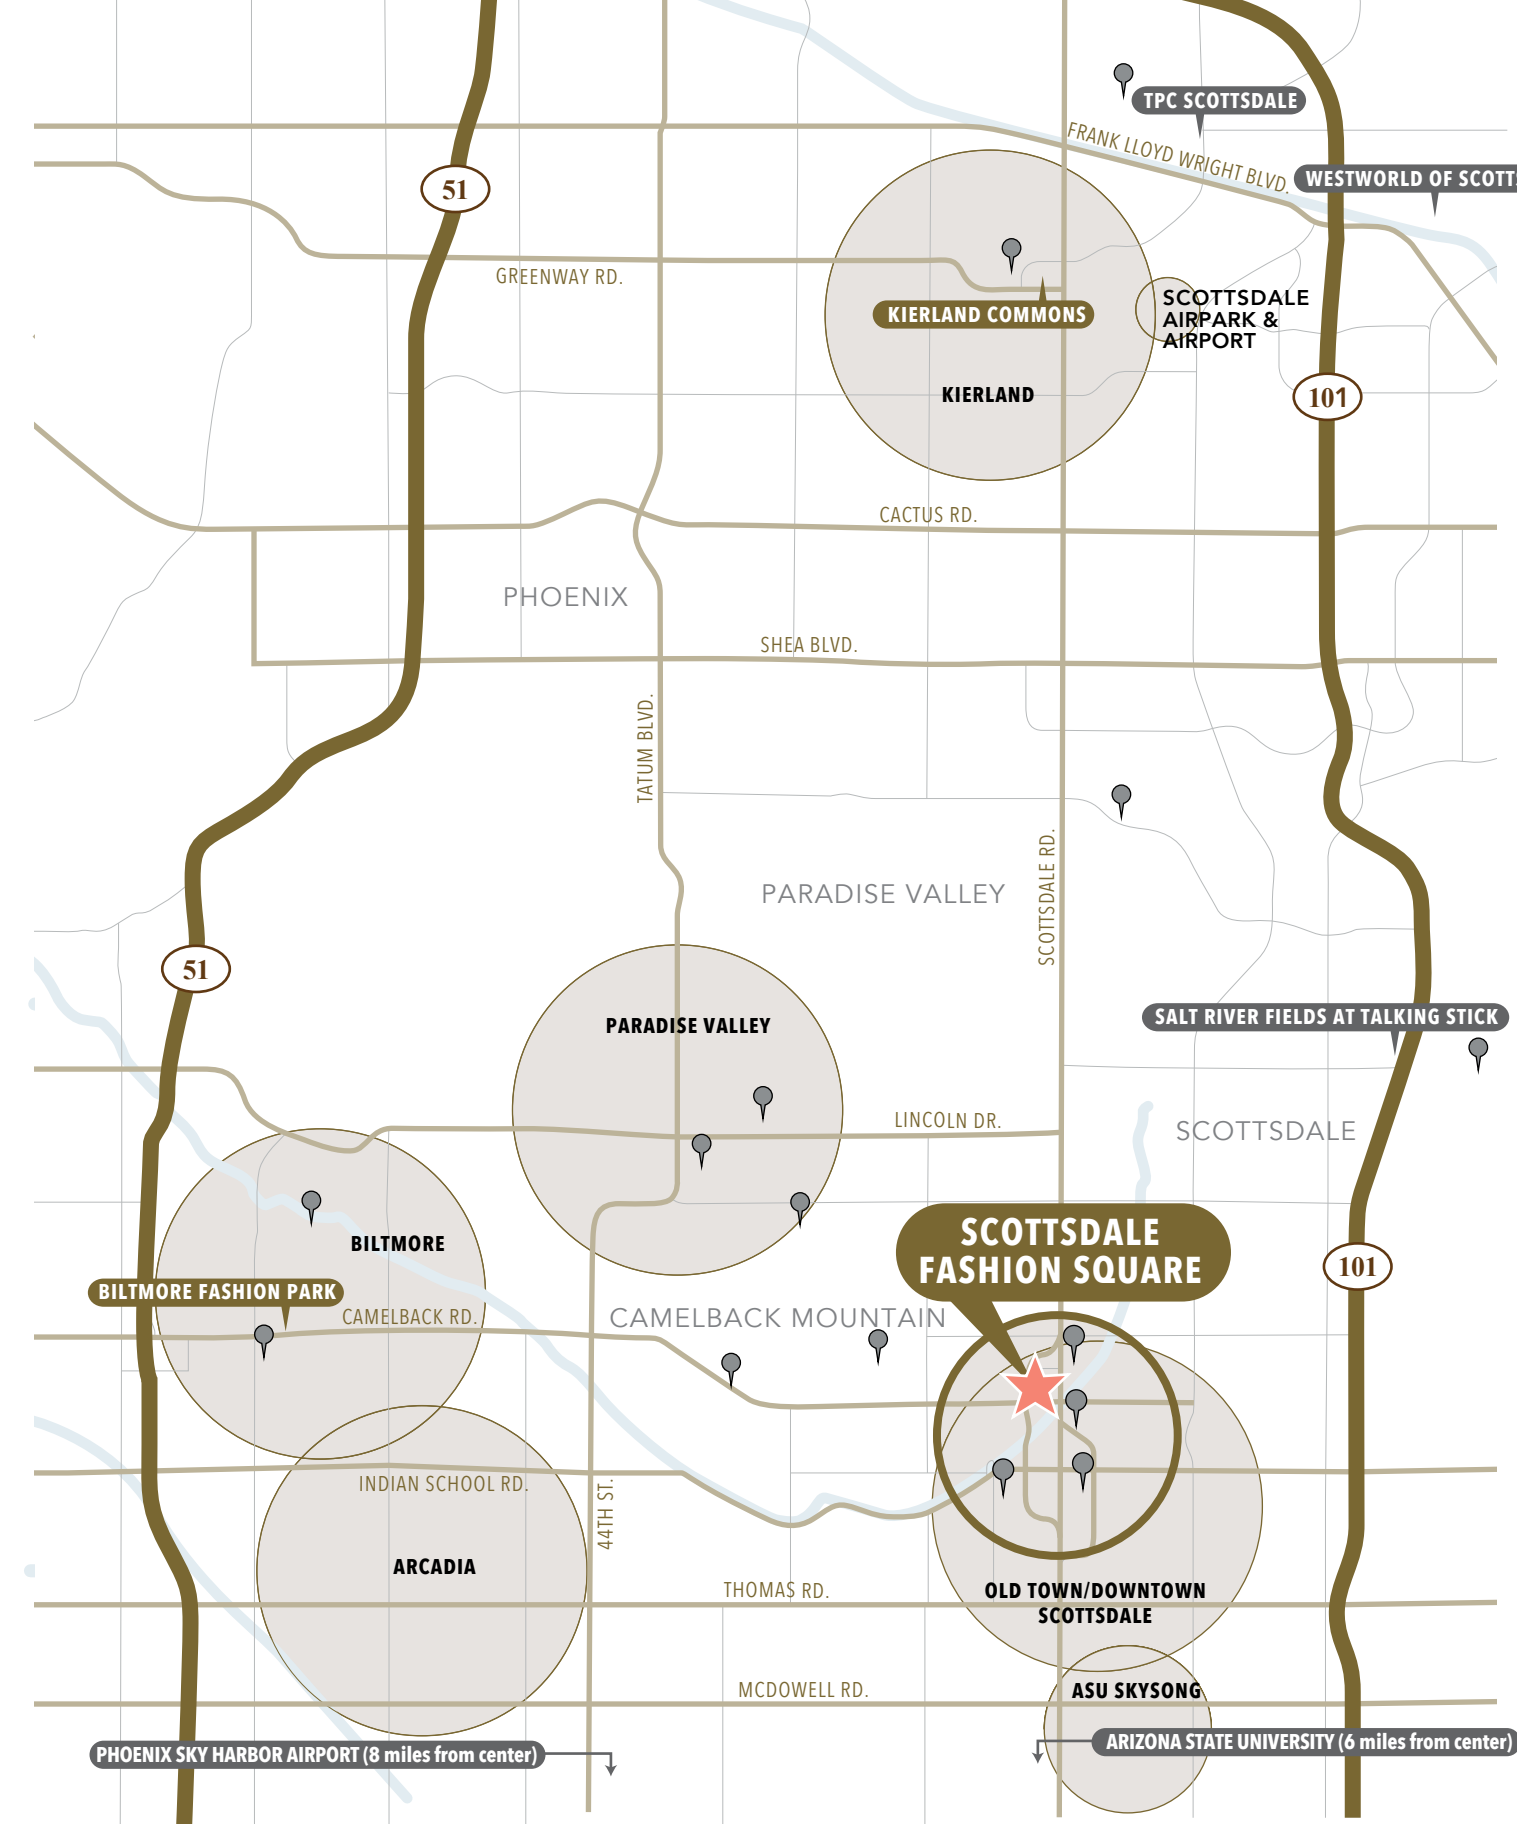 TPC SCOTTSDALE
FRANK LLOYD WRIGHT BLVD.
WESTWORLD OF SCOTTS
51
GREENWAY RD.
SCOTTSDALE
AIRPARK &
AIRPORT
KIERLAND COMMONS
KIERLAND
101
CACTUS RD.
PHOENIX
SHEA BLVD.
TATUM BLVD.
PARADISE VALLEY
SCOTTSDALE RD.
51
SALT RIVER FIELDS AT TALKING STICK
PARADISE VALLEY
LINCOLN DR.
SCOTTSDALE
SCOTTSDALE
FASHION SQUARE
BILTMORE
101
BILTMORE FASHION PARK
CAMELBACK RD.
CAMELBACK MOUNTAIN
INDIAN SCHOOL RD.
44TH ST.
ARCADIA
THOMAS RD.
OLD TOWN/DOWNTOWN
SCOTTSDALE
MCDOWELL RD.
ASU SKYSONG
PHOENIX SKY HARBOR AIRPORT (8 miles from center)
ARIZONA STATE UNIVERSITY (6 miles from center)